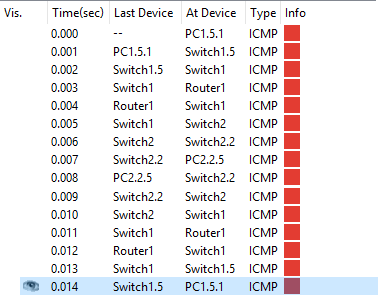 Vis. Time(sec) Last Device At Device Type Info
0.000 -- PC1.5.1 ICMP
0.001 PC1.5.1 Switch1.5 ICMP
0.002 Switch1.5 Switch1 ICMP
0.003 Switch1 Router1 ICMP
0.004 Router1 Switch1 ICMP
0.005 Switch1 Switch2 ICMP
0.006 Switch2 Switch2.2 ICMP
0.007 Switch2.2 PC2.2.5 ICMP
0.008 PC2.2.5 Switch2.2 ICMP
0.009 Switch2.2 Switch2 ICMP
0.010 Switch2 Switch1 ICMP
0.011 Switch1 Router1 ICMP
0.012 Router1 Switch1 ICMP
0.013 Switch1 Switch1.5 ICMP
0.014 Switch1.5 PC1.5.1 ICMP